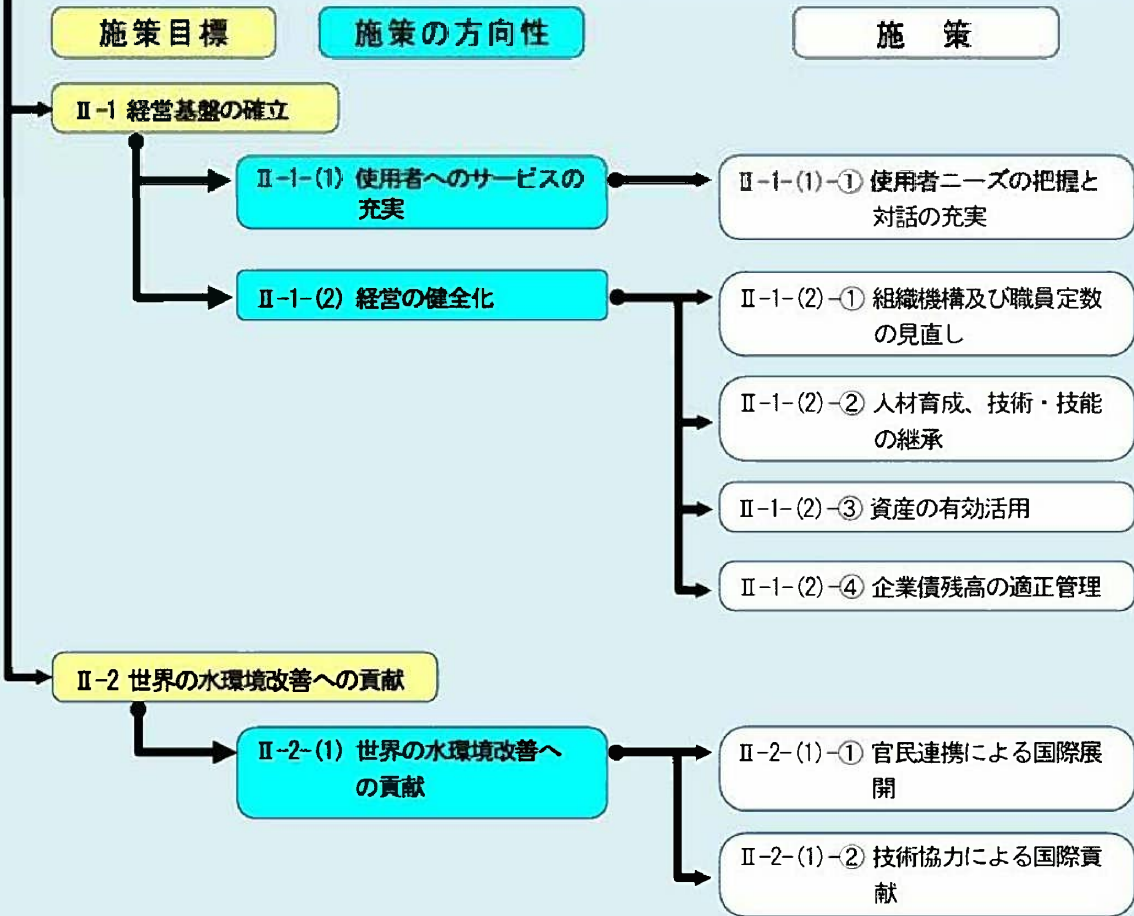 施策目標
施策の方向性
施 策
Ⅱ-1 経営基盤の確立
Ⅱ-1-(1) 使用者へのサービスの
充実
Ⅱ-1-(1)-① 使用者ニーズの把握と
対話の充実
Ⅱ-1-(2) 経営の健全化
Ⅱ-1-(2)-① 組織機構及び職員定数
の見直し
Ⅱ-1-(2)-② 人材育成、技術・技能
の継承
Ⅱ-1-(2)-③ 資産の有効活用
Ⅱ-1-(2)-④ 企業債残高の適正管理
Ⅱ-2 世界の水環境改善への貢献
Ⅱ-2-(1) 世界の水環境改善へ
の貢献
Ⅱ-2-(1)-① 官民連携による国際展
開
Ⅱ-2-(1)-② 技術協力による国際貢
献